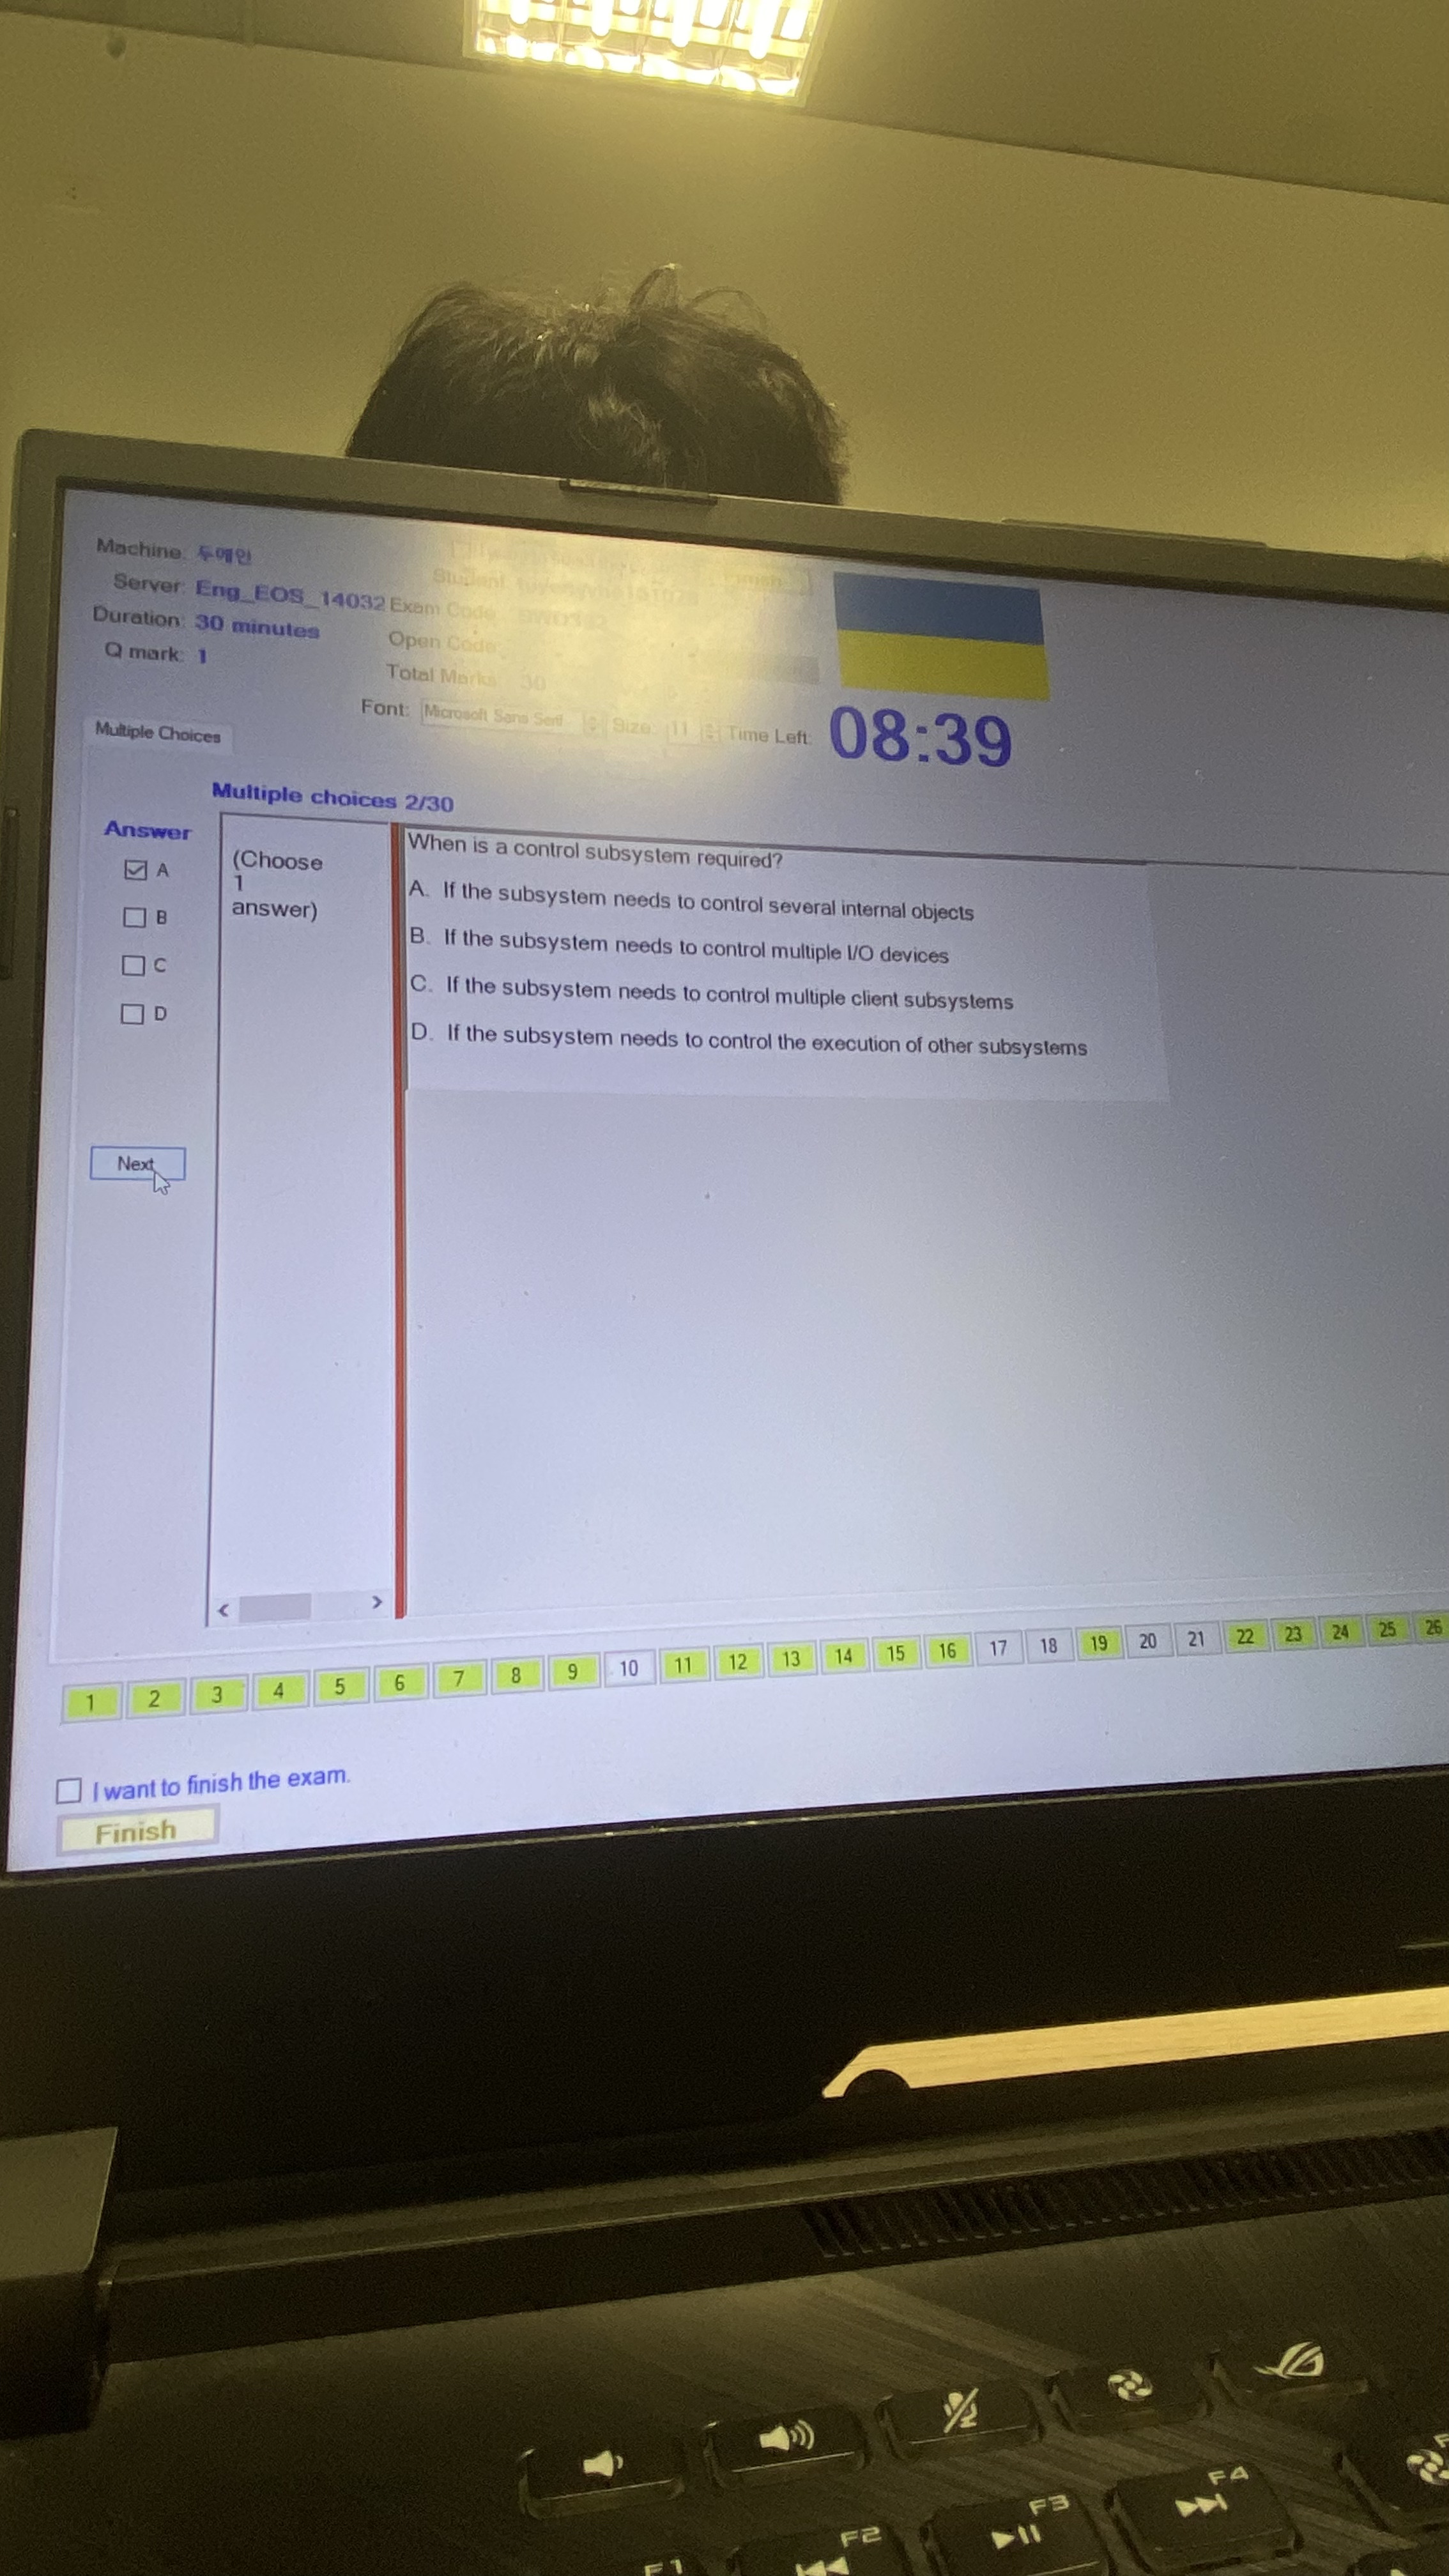 Machine: 두애인
Server: Eng_EOS_14032
Duration: 30 minutes
Q mark: 1
Student:
Exam Code:
Open Code:
Total Marks: 30
Font: Microsoft Sans Serif Size: 11 Time Left: 08:39
Multiple Choices
Multiple choices 2/30
Answer
A
B
C
D
(Choose
1
answer)
When is a control subsystem required?
A. If the subsystem needs to control several internal objects
B. If the subsystem needs to control multiple I/O devices
C. If the subsystem needs to control multiple client subsystems
D. If the subsystem needs to control the execution of other subsystems
Next
1 2 3 4 5 6 7 8 9 10 11 12 13 14 15 16 17 18 19 20 21 22 23 24 25 26
I want to finish the exam.
Finish
F1 F2 F3 F4